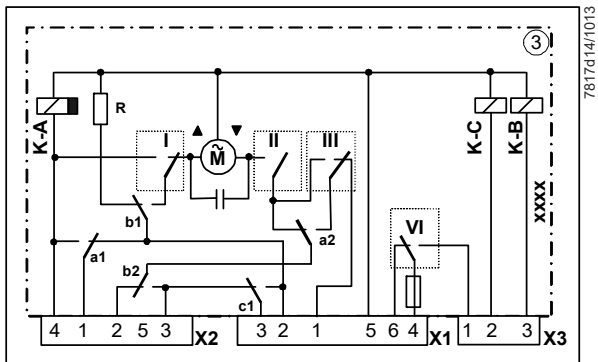 7817d14/1013
3
K-A
R
I
M
~
II
III
K-C
K-B
b1
a2
VI
xxxx
a1
b2
c1
4 1 2 5 3 X2
3 2 1 5 6 4 X1
1 2 3 X3